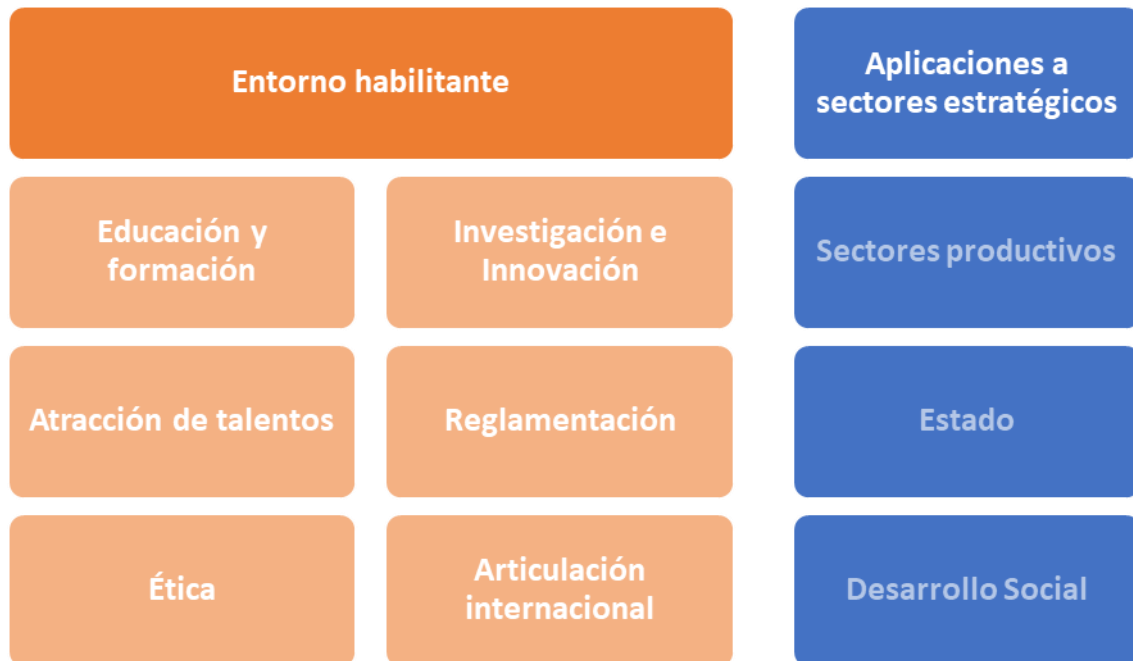 Entorno habilitante
Aplicaciones a
sectores estratégicos
Educación y
formación
Investigación e
Innovación
Sectores productivos
Atracción de talentos
Reglamentación
Estado
Ética
Articulación
internacional
Desarrollo Social